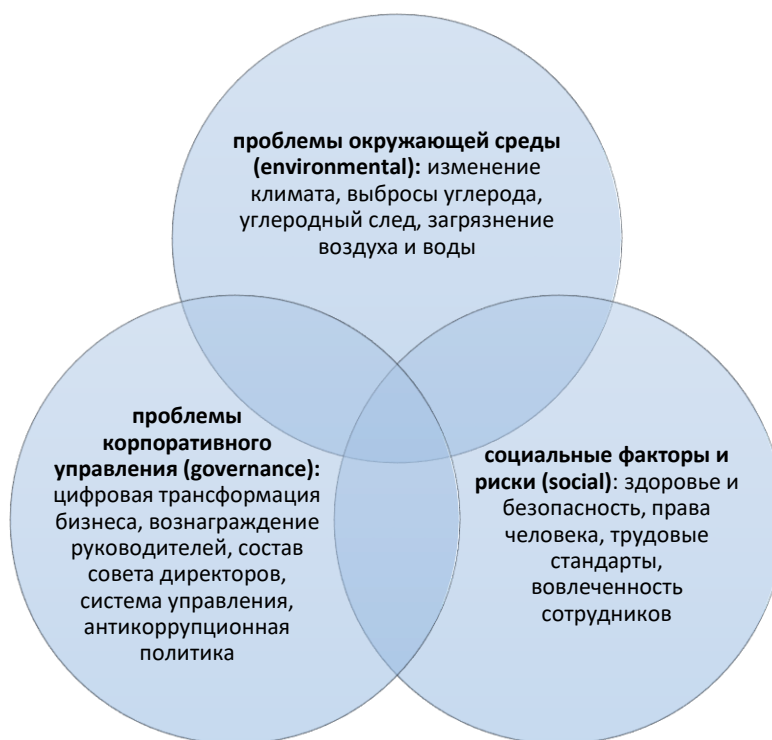 проблемы окружающей среды
(environmental): изменение
климата, выбросы углерода,
углеродный след, загрязнение
воздуха и воды
проблемы
корпоративного
управления (governance):
цифровая трансформация
бизнеса, вознаграждение
руководителей, состав
совета директоров,
система управления,
антикоррупционная
политика
социальные факторы и
риски (social): здоровье и
безопасность, права
человека, трудовые
стандарты,
вовлеченность
сотрудников